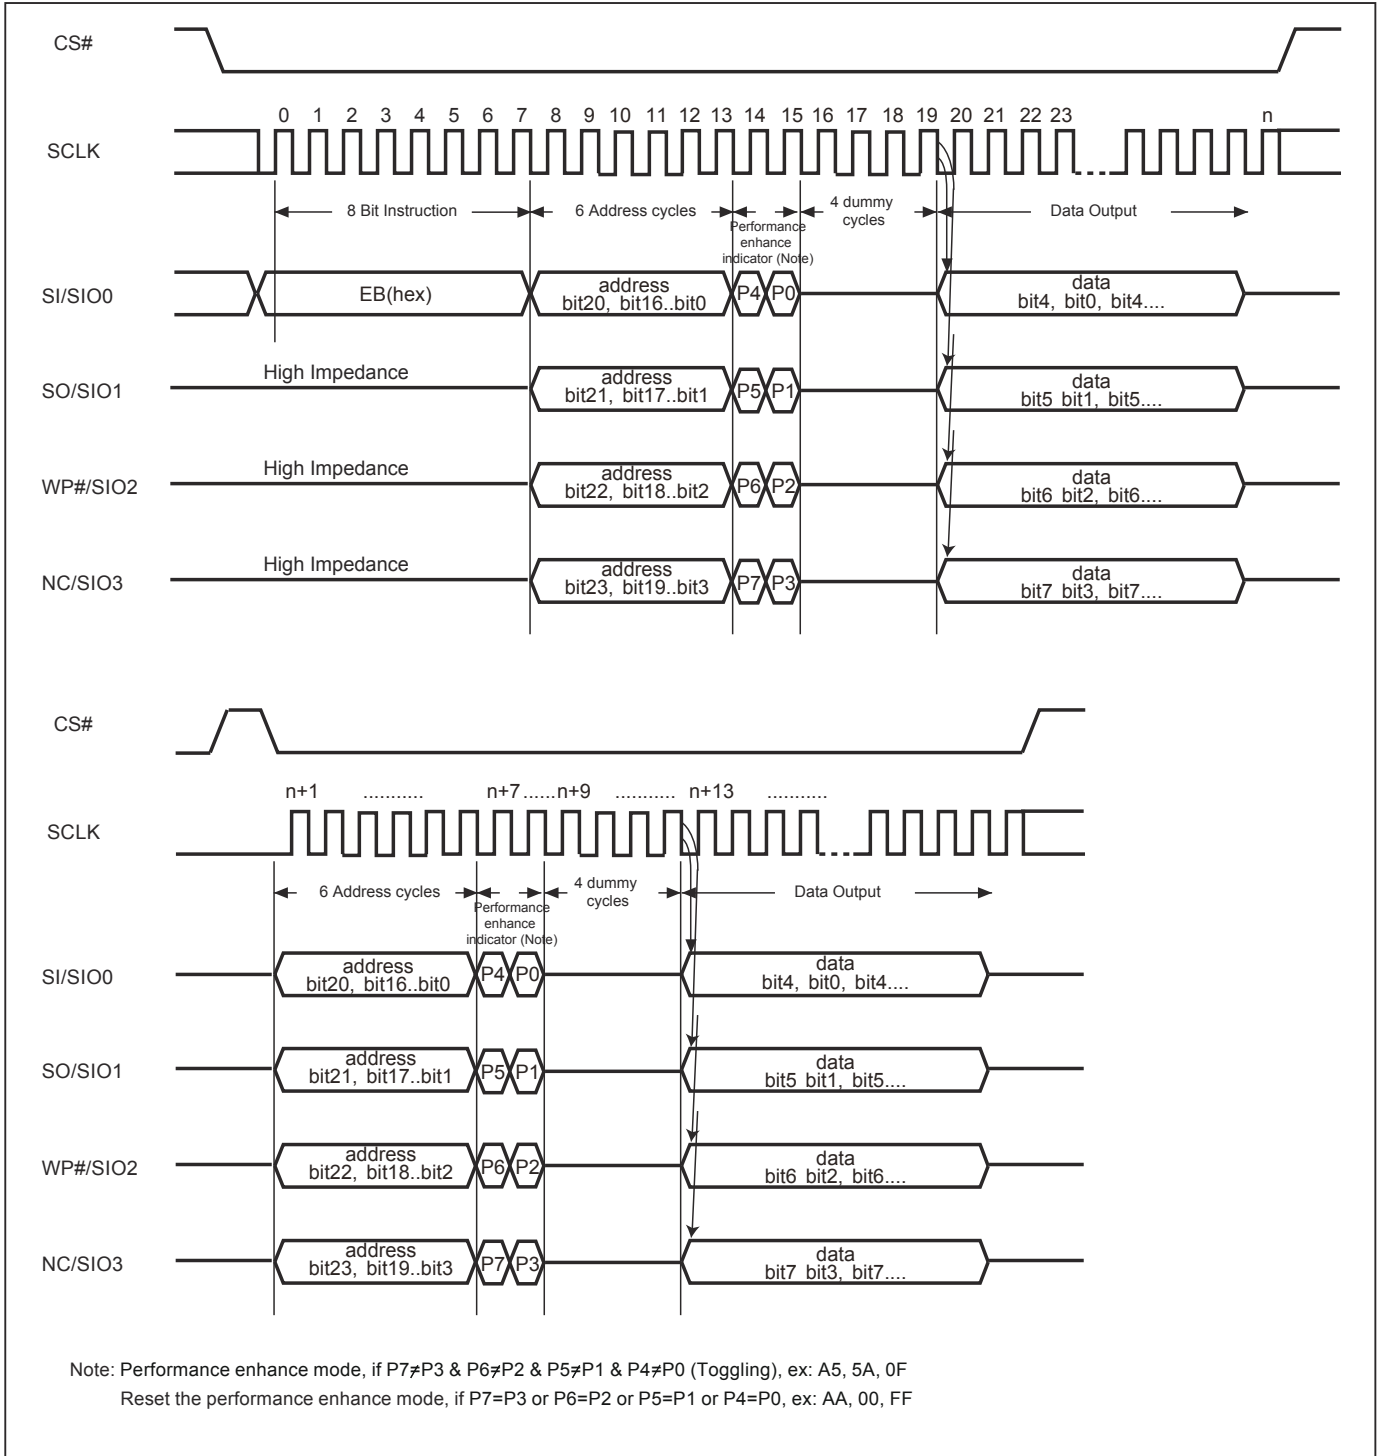 CS#
0 1 2 3 4 5 6 7 8 9 10 11 12 13 14 15 16 17 18 19 20 21 22 23 n
SCLK
8 Bit Instruction 6 Address cycles 4 dummy
cycles Data Output
Performance
enhance
indicator (Note)
SI/SIO0 EB(hex) address
bit20, bit16..bit0 P4 P0 data
bit4, bit0, bit4....
SO/SIO1 High Impedance address
bit21, bit17..bit1 P5 P1 data
bit5 bit1, bit5....
WP#/SIO2 High Impedance address
bit22, bit18..bit2 P6 P2 data
bit6 bit2, bit6....
NC/SIO3 High Impedance address
bit23, bit19..bit3 P7 P3 data
bit7 bit3, bit7....
CS#
n+1 ........... n+7 ...... n+9 ........... n+13 ...........
SCLK
6 Address cycles 4 dummy
cycles Data Output
Performance
enhance
indicator (Note)
SI/SIO0 address
bit20, bit16..bit0 P4 P0 data
bit4, bit0, bit4....
SO/SIO1 address
bit21, bit17..bit1 P5 P1 data
bit5 bit1, bit5....
WP#/SIO2 address
bit22, bit18..bit2 P6 P2 data
bit6 bit2, bit6....
NC/SIO3 address
bit23, bit19..bit3 P7 P3 data
bit7 bit3, bit7....
Note: Performance enhance mode, if P7≠P3 & P6≠P2 & P5≠P1 & P4≠P0 (Toggling), ex: A5, 5A, 0F
Reset the performance enhance mode, if P7=P3 or P6=P2 or P5=P1 or P4=P0, ex: AA, 00, FF